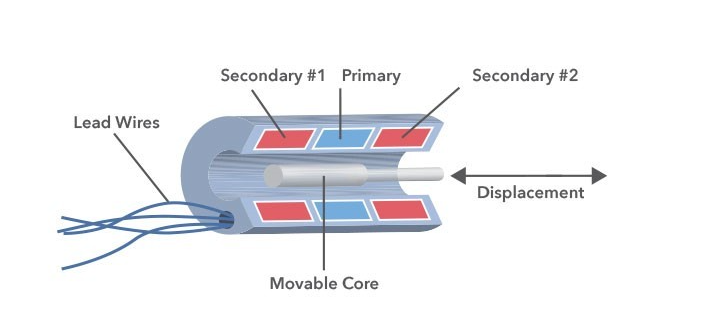 Secondary #1
Primary
Secondary #2
Lead Wires
Displacement
Movable Core